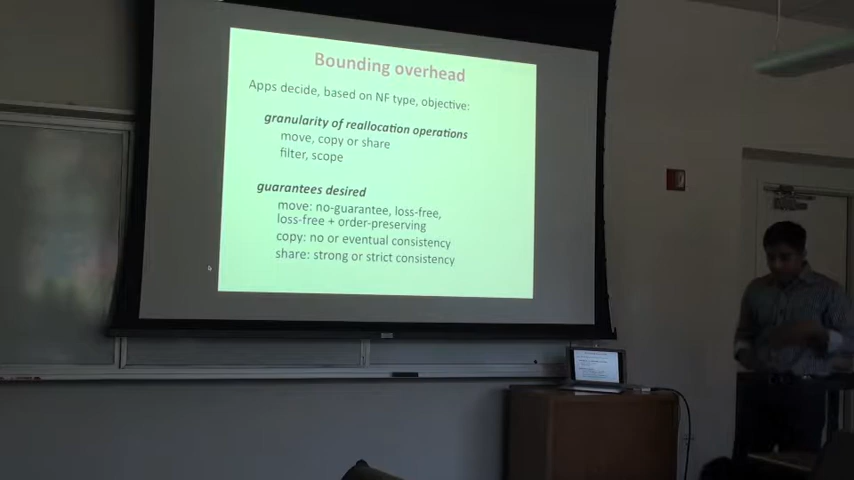 Bounding overhead
Apps decide, based on NF type, objective:
granularity of reallocation operations
move, copy or share
filter, scope
guarantees desired
move: no-guarantee, loss-free,
loss-free + order-preserving
copy: no or eventual consistency
share: strong or strict consistency